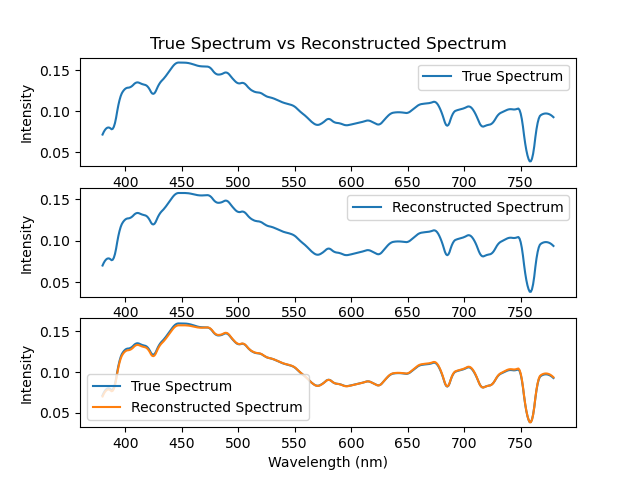 True Spectrum vs Reconstructed Spectrum
0.15
True Spectrum
0.10
Intensity
0.05
400 450 500 550 600 650 700 750
0.15
Reconstructed Spectrum
0.10
Intensity
0.05
400 450 500 550 600 650 700 750
0.15
0.10
Intensity
True Spectrum
Reconstructed Spectrum
0.05
400 450 500 550 600 650 700 750
Wavelength (nm)